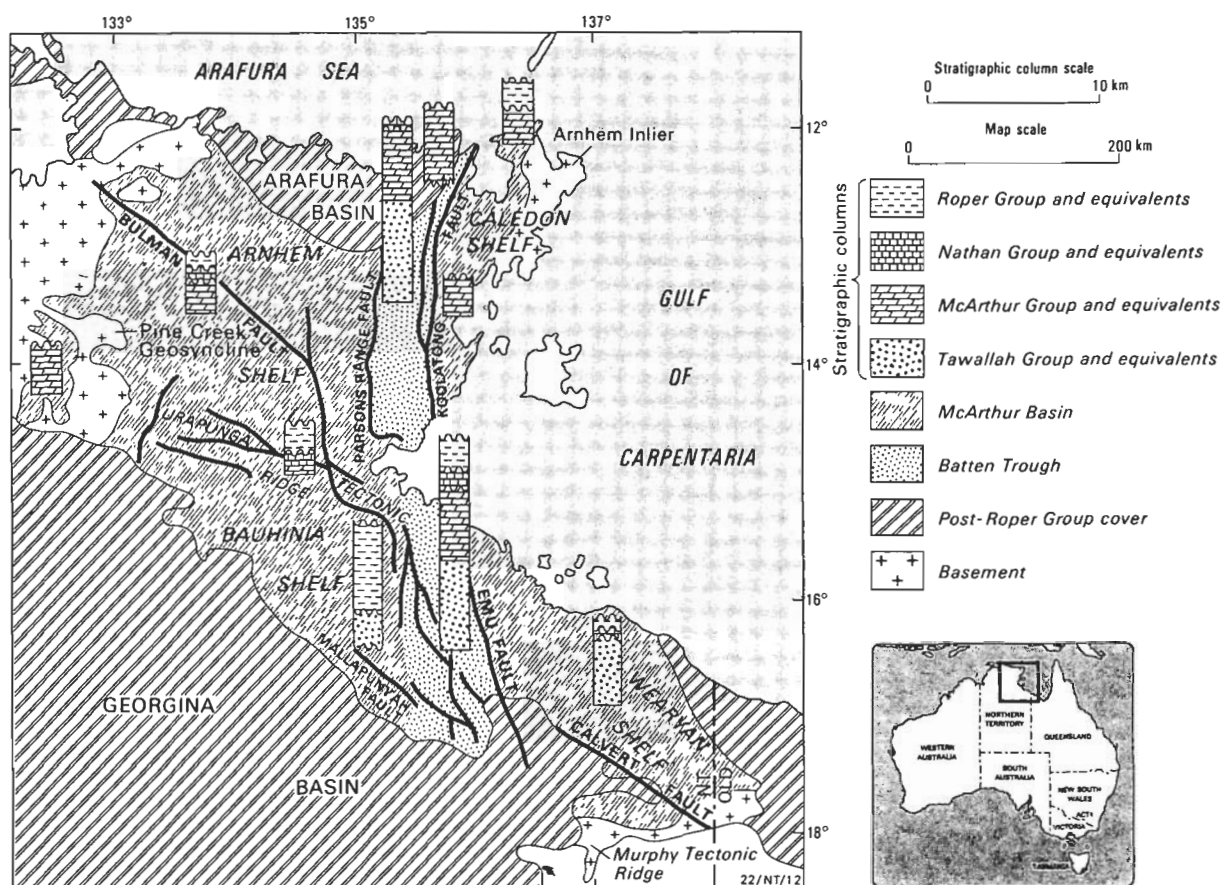 133°
135°
137°
ARAFURA SEA
12°
Arnhem Inlier
ARAFURA
BASIN
CALEDON
SHELF
BULMAN
FAULT
ARNHEM
SHELF
PARSONS RANGE FAULT
KOOLATONG
FAULT
GULF
OF
CARPENTARIA
Pine Creek
Geosyncline
14°
URAPUNGA
TECTONIC
RIDGE
BAUHINIA
SHELF
EMU FAULT
16°
MALLAPUNYAH
FAULT
WEARYAN
SHELF
CALVERT
FAULT
NT
QLD
GEORGINA
BASIN
18°
Murphy Tectonic
Ridge
22/NT/12
Stratigraphic column scale
0
10 km
Map scale
0
200 km
Stratigraphic columns
Roper Group and equivalents
Nathan Group and equivalents
McArthur Group and equivalents
Tawallah Group and equivalents
McArthur Basin
Batten Trough
Post-Roper Group cover
Basement
NORTHERN
TERRITORY
QUEENSLAND
WESTERN
AUSTRALIA
SOUTH
AUSTRALIA
NEW SOUTH
WALES
ACT
VICTORIA
TASMANIA